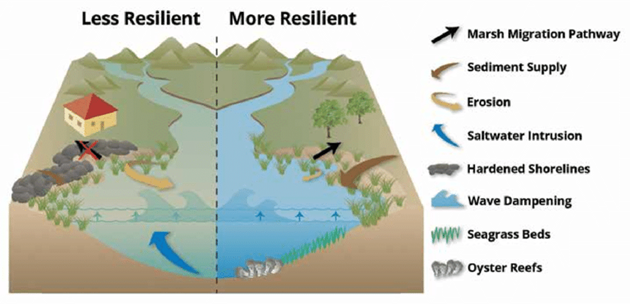 Less Resilient
More Resilient
Marsh Migration Pathway
Sediment Supply
Erosion
Saltwater Intrusion
Hardened Shorelines
Wave Dampening
Seagrass Beds
Oyster Reefs